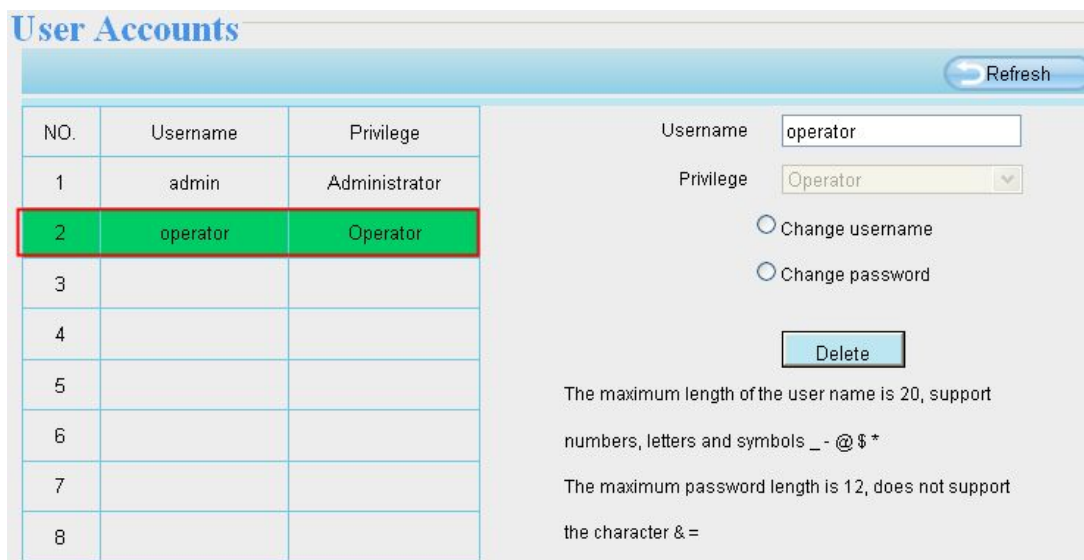 User Accounts
Refresh
NO. Username Privilege
1 admin Administrator
2 operator Operator
3
4
5
6
7
8
Username operator
Privilege Operator
Change username
Change password
Delete
The maximum length of the user name is 20, support
numbers, letters and symbols _ - @ $ *
The maximum password length is 12, does not support
the character & =